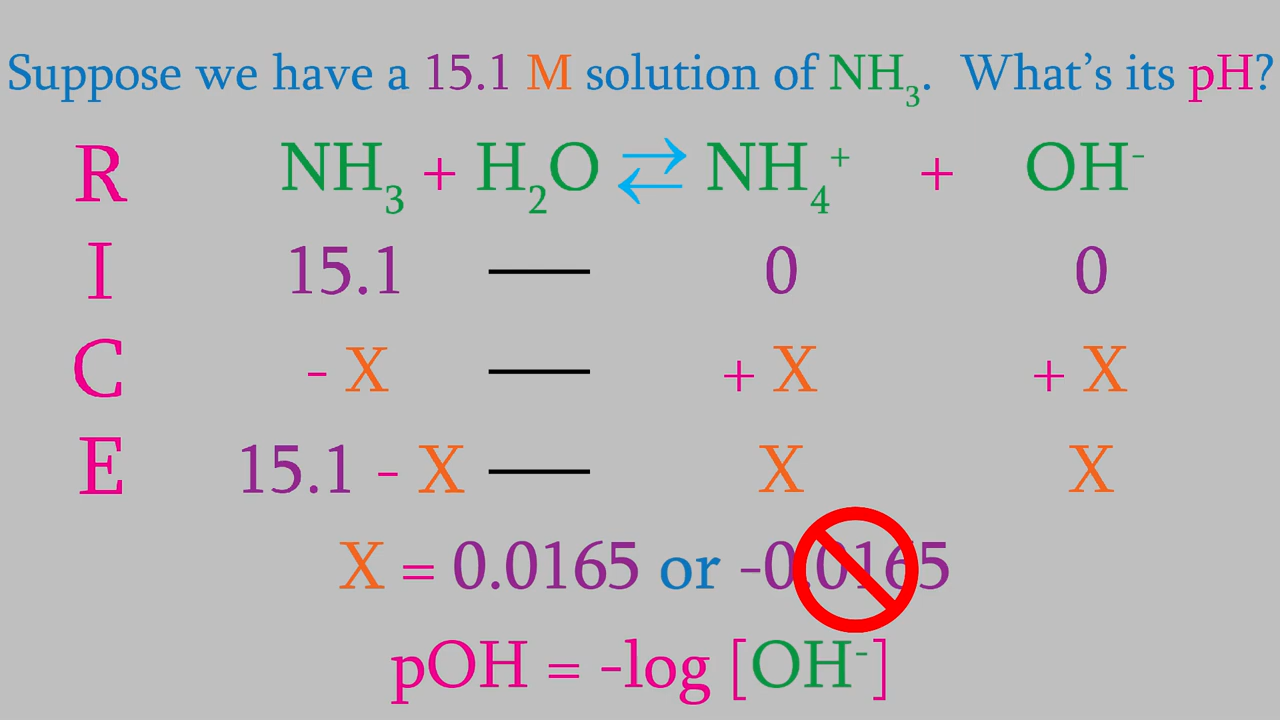 Suppose we have a 15.1 M solution of NH₃. What's its pH?
R NH₃ + H₂O ⇄ NH₄⁺ + OH⁻
I 15.1 — 0 0
C - X — + X + X
E 15.1 - X — X X
X = 0.0165 or -0.0165
pOH = -log [OH⁻]